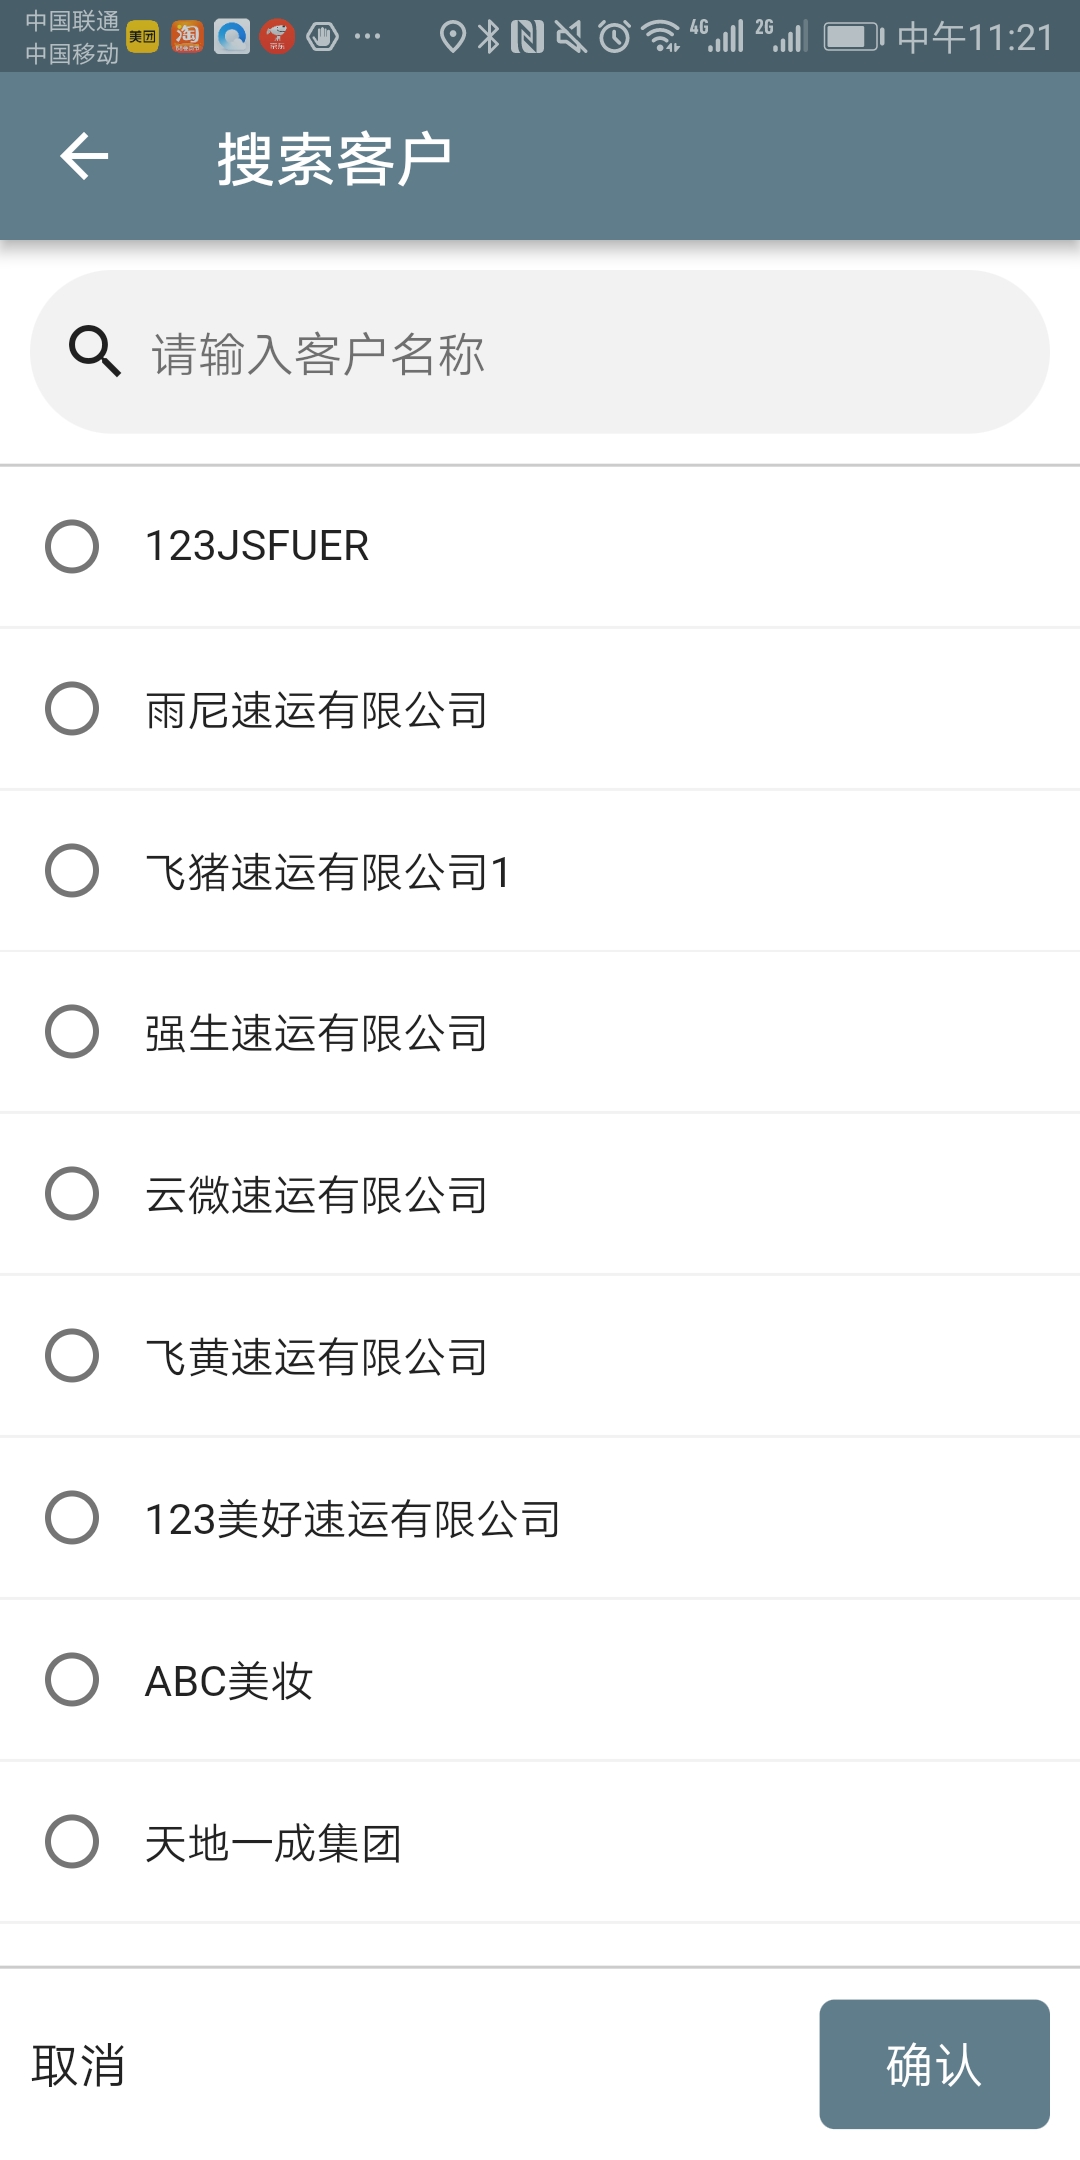 中国联通
中国移动
美团
淘
京东
4G
2G
中午11:21
搜索客户
请输入客户名称
123JSFUER
雨尼速运有限公司
飞猪速运有限公司1
强生速运有限公司
云微速运有限公司
飞黄速运有限公司
123美好速运有限公司
ABC美妆
天地一成集团
取消
确认